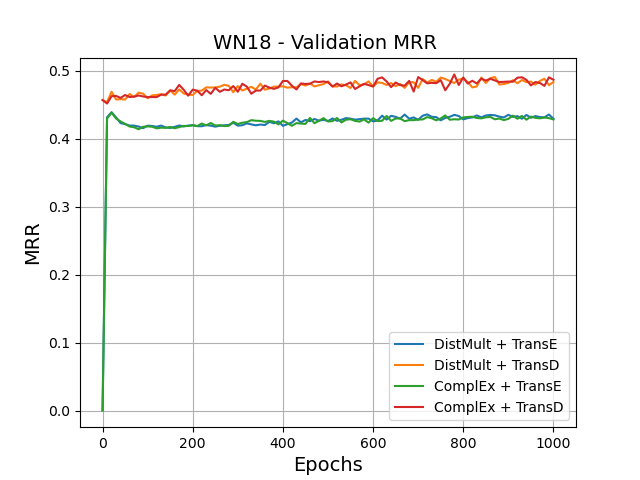 WN18 - Validation MRR
0.5
0.4
0.3
0.2
0.1
0.0
MRR
0
200
400
600
800
1000
Epochs
DistMult + TransE
DistMult + TransD
ComplEx + TransE
ComplEx + TransD